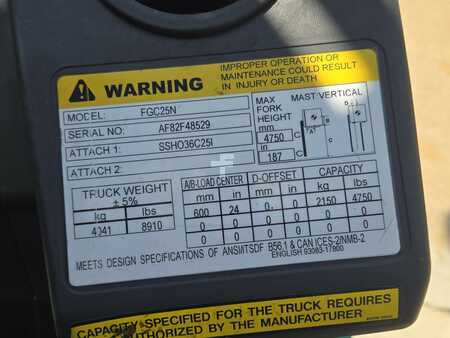 WARNING
IMPROPER OPERATION OR
MAINTENANCE COULD RESULT
IN INJURY OR DEATH
MODEL: FGC25N
SERIAL NO: AF82F48529
ATTACH 1: SSHO36C25I
ATTACH 2:
MAX FORK HEIGHT
mm
4750
in
187
MAST VERTICAL
A
B
C
D
B
C
TRUCK WEIGHT
± 5%
kg lbs
4041 8910
A/B-LOAD CENTER D-OFFSET CAPACITY
mm in mm in kg lbs
600 24 0. 0 2150 4750
0 0 0 0 0 0
0 0 0 0 0 0
MEETS DESIGN SPECIFICATIONS OF ANSI/ITSDF B56.1 & CAN ICES-2/NMB-2
ENGLISH 93063-17800
CAPACITY SPECIFIED FOR THE TRUCK REQUIRES
AUTHORIZED BY THE MANUFACTURER